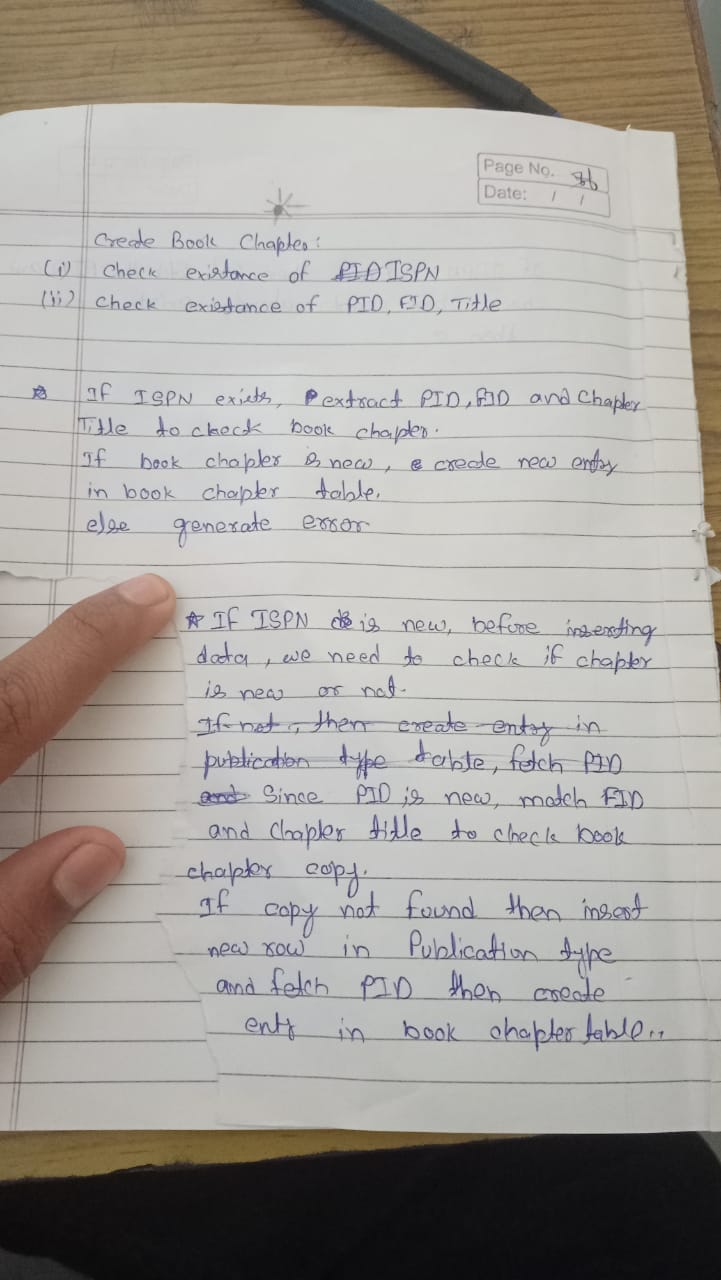 Page No. 36
Date: / /
Create Book Chapter:
(i) Check existance of PID ISPN
(ii) Check existance of PID, FID, Title
If ISPN exists, extract PID, FID and Chapter
Title to check book chapter.
If book chapter is new, create new entry
in book chapter table.
else generate error
If ISPN is new, before inserting
data, we need to check if chapter
is new or not.
If not, then create entry in
publication type table, fetch PID
and Since PID is new, match FID
and Chapter title to check book
chapter copy.
If copy not found then insert
new row in Publication type
and fetch PID then create
enty in book chapter table..